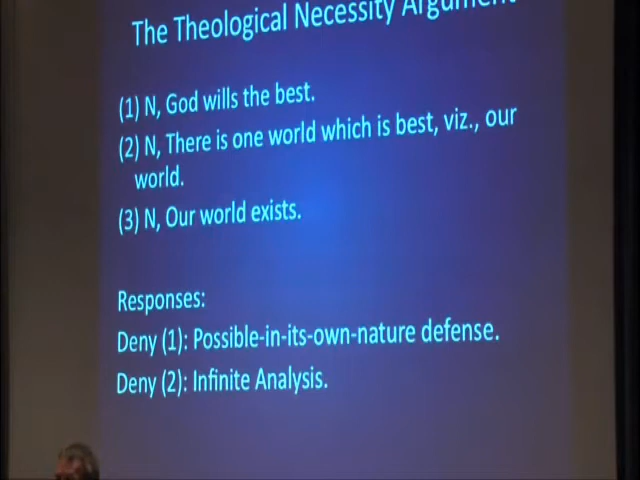 The Theological Necessity Argument
(1) N, God wills the best.
(2) N, There is one world which is best, viz., our
world.
(3) N, Our world exists.
Responses:
Deny (1): Possible-in-its-own-nature defense.
Deny (2): Infinite Analysis.